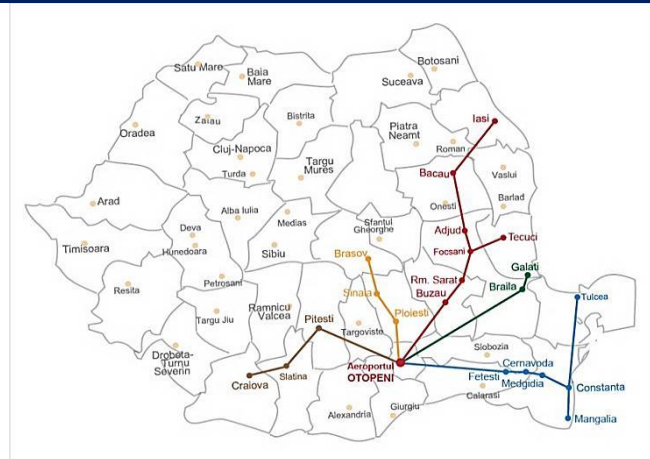 Botosani
Satu Mare
Baia
Mare
Suceava
Iasi
Zalau
Bistrita
Oradea
Piatra
Neamt
Cluj-Napoca
Roman
Targu
Mures
Turda
Bacau
Vaslui
Arad
Barlad
Onesti
Alba Iulia
Medias
Sfantul
Gheorghe
Deva
Adjud
Tecuci
Timisoara
Hunedoara
Sibiu
Brasov
Focsani
Galati
Petrosani
Rm. Sarat
Resita
Sinaia
Buzau
Braila
Tulcea
Ramnicu
Valcea
Ploiesti
Targu Jiu
Pitesti
Targoviste
Drobeta-
Turnu
Severin
Slobozia
Aeroportul
OTOPENI
Cernavoda
Fetesti
Medgidia
Craiova
Slatina
Constanta
Calarasi
Giurgiu
Alexandria
Mangalia